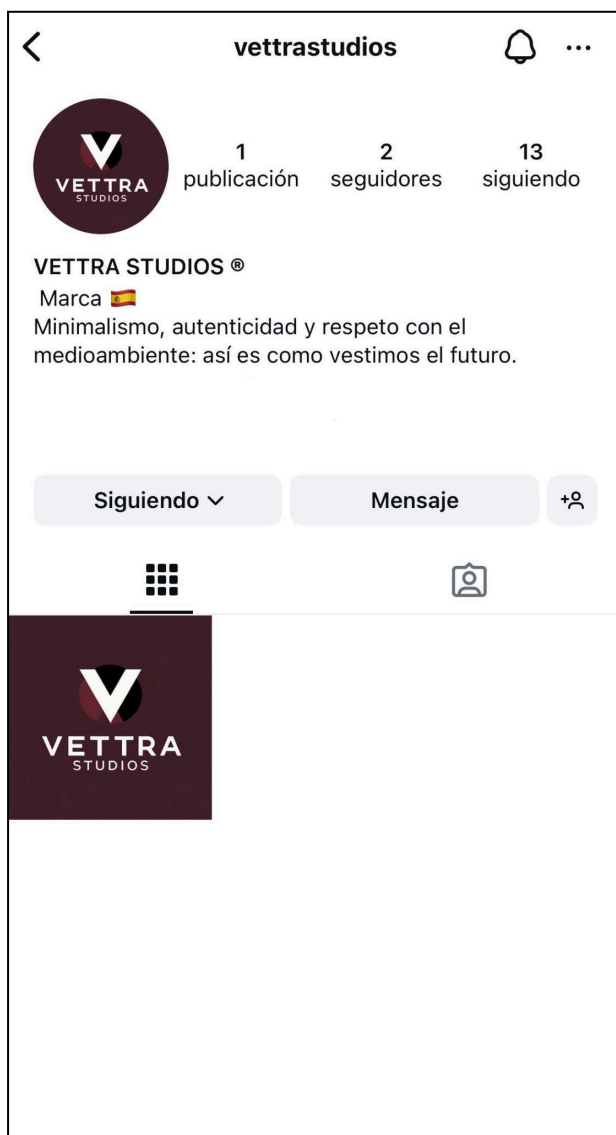 vettrastudios
VETTRA
STUDIOS
1
publicación
2
seguidores
13
siguiendo
VETTRA STUDIOS ®
Marca 🇪🇸
Minimalismo, autenticidad y respeto con el
medioambiente: así es como vestimos el futuro.
Siguiendo
Mensaje
VETTRA
STUDIOS